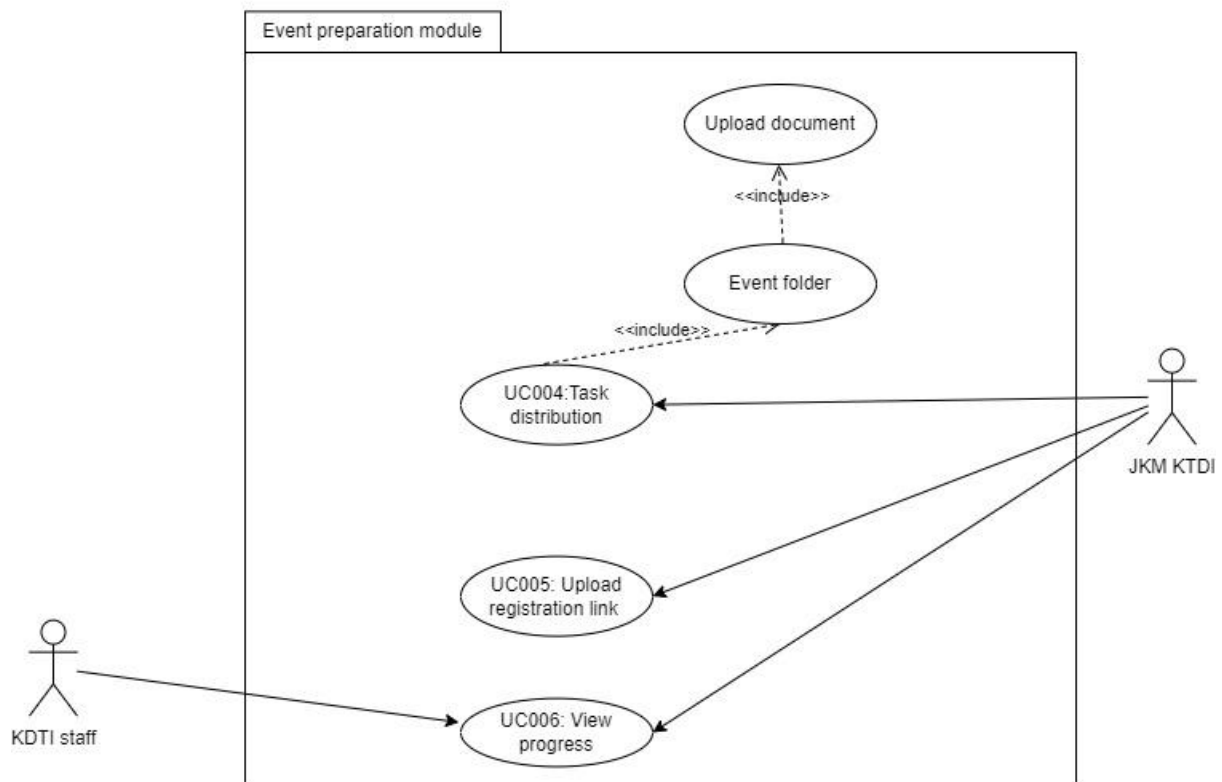 Event preparation module
Upload document
<<include>>
Event folder
<<include>>
UC004:Task
distribution
JKM KTDI
UC005: Upload
registration link
KDTI staff
UC006: View
progress